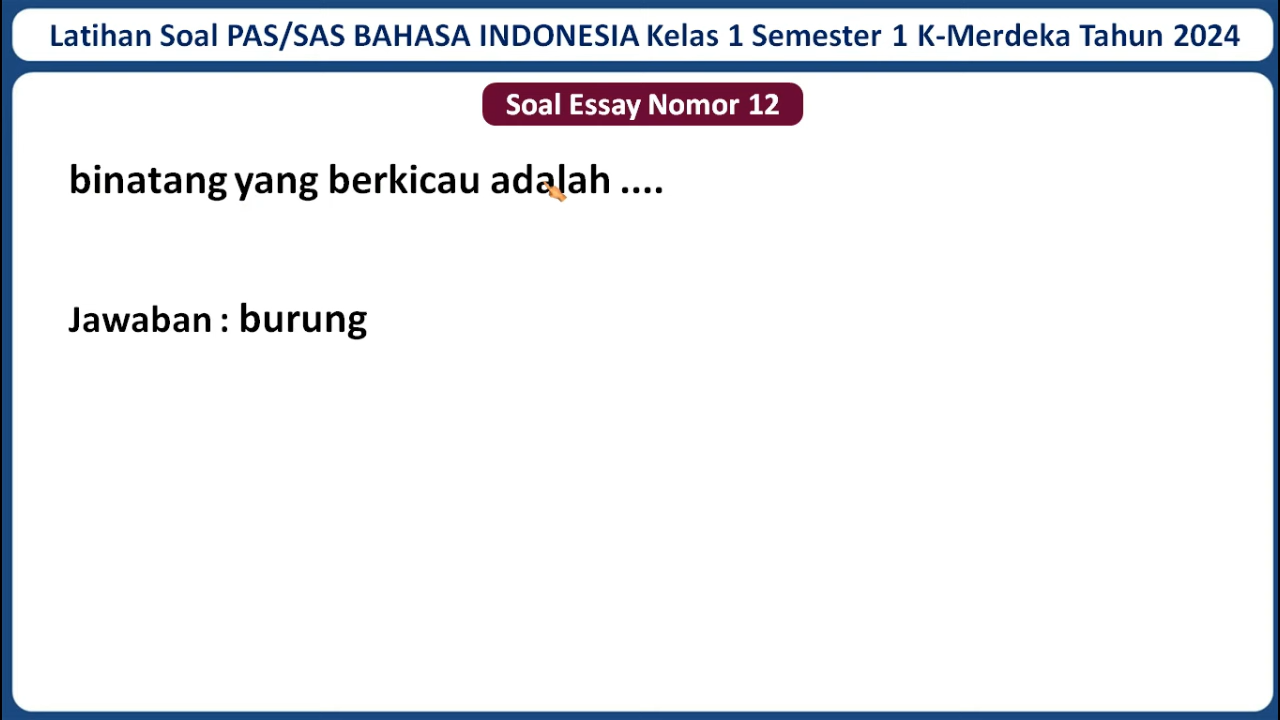 Latihan Soal PAS/SAS BAHASA INDONESIA Kelas 1 Semester 1 K-Merdeka Tahun 2024
Soal Essay Nomor 12
binatang yang berkicau adalah ....
Jawaban : burung